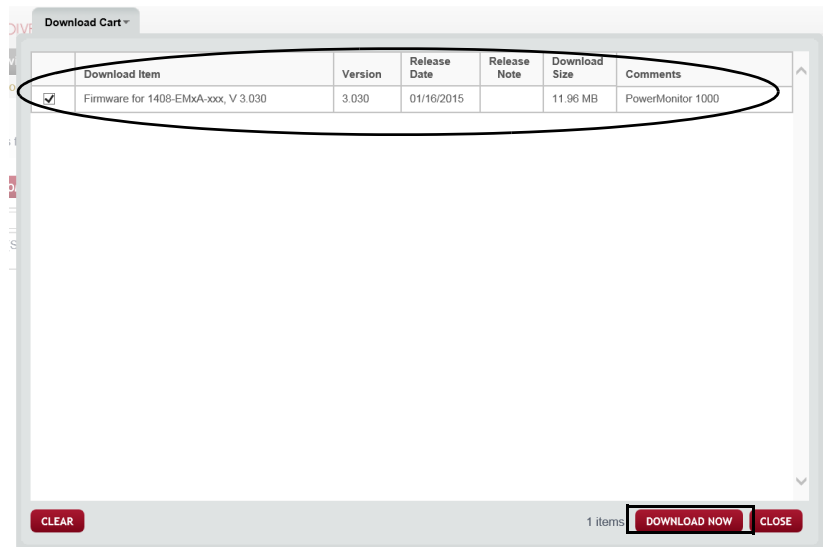 Download Cart
Download Item Version Release Date Release Note Download Size Comments
Firmware for 1408-EMxA-xxx, V 3.030 3.030 01/16/2015 11.96 MB PowerMonitor 1000
CLEAR 1 items DOWNLOAD NOW CLOSE